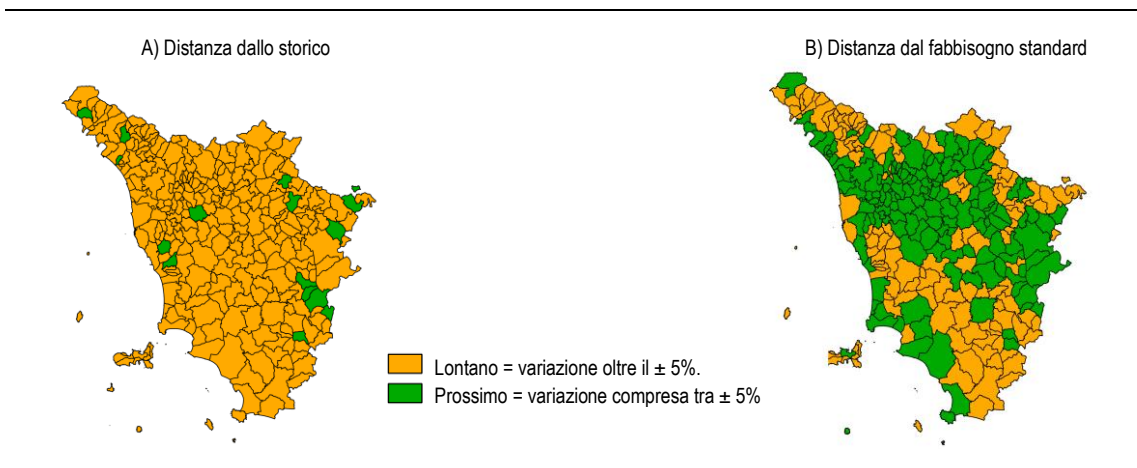 A) Distanza dallo storico
B) Distanza dal fabbisogno standard
Lontano = variazione oltre il ± 5%.
Prossimo = variazione compresa tra ± 5%